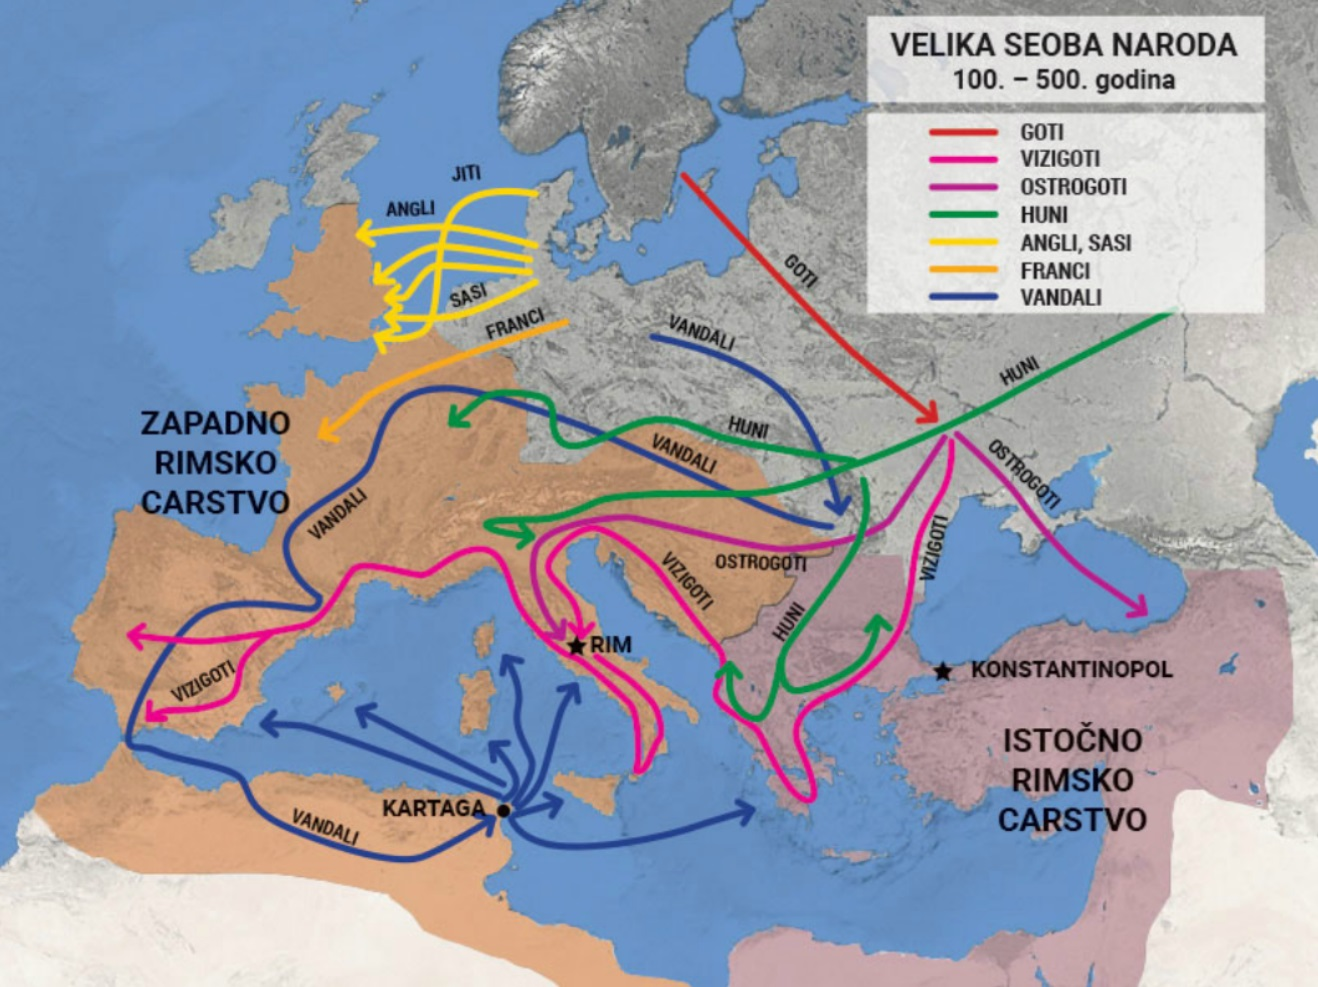 VELIKA SEOBA NARODA
100. – 500. godina
GOTI
VIZIGOTI
OSTROGOTI
HUNI
ANGLI, SASI
FRANCI
VANDALI
JITI
ANGLI
SASI
FRANCI
GOTI
VANDALI
HUNI
HUNI
VANDALI
OSTROGOTI
ZAPADNO
RIMSKO
CARSTVO
VANDALI
OSTROGOTI
VIZIGOTI
VIZIGOTI
HUNI
RIM
VIZIGOTI
KONSTANTINOPOL
ISTOČNO
RIMSKO
CARSTVO
KARTAGA
VANDALI